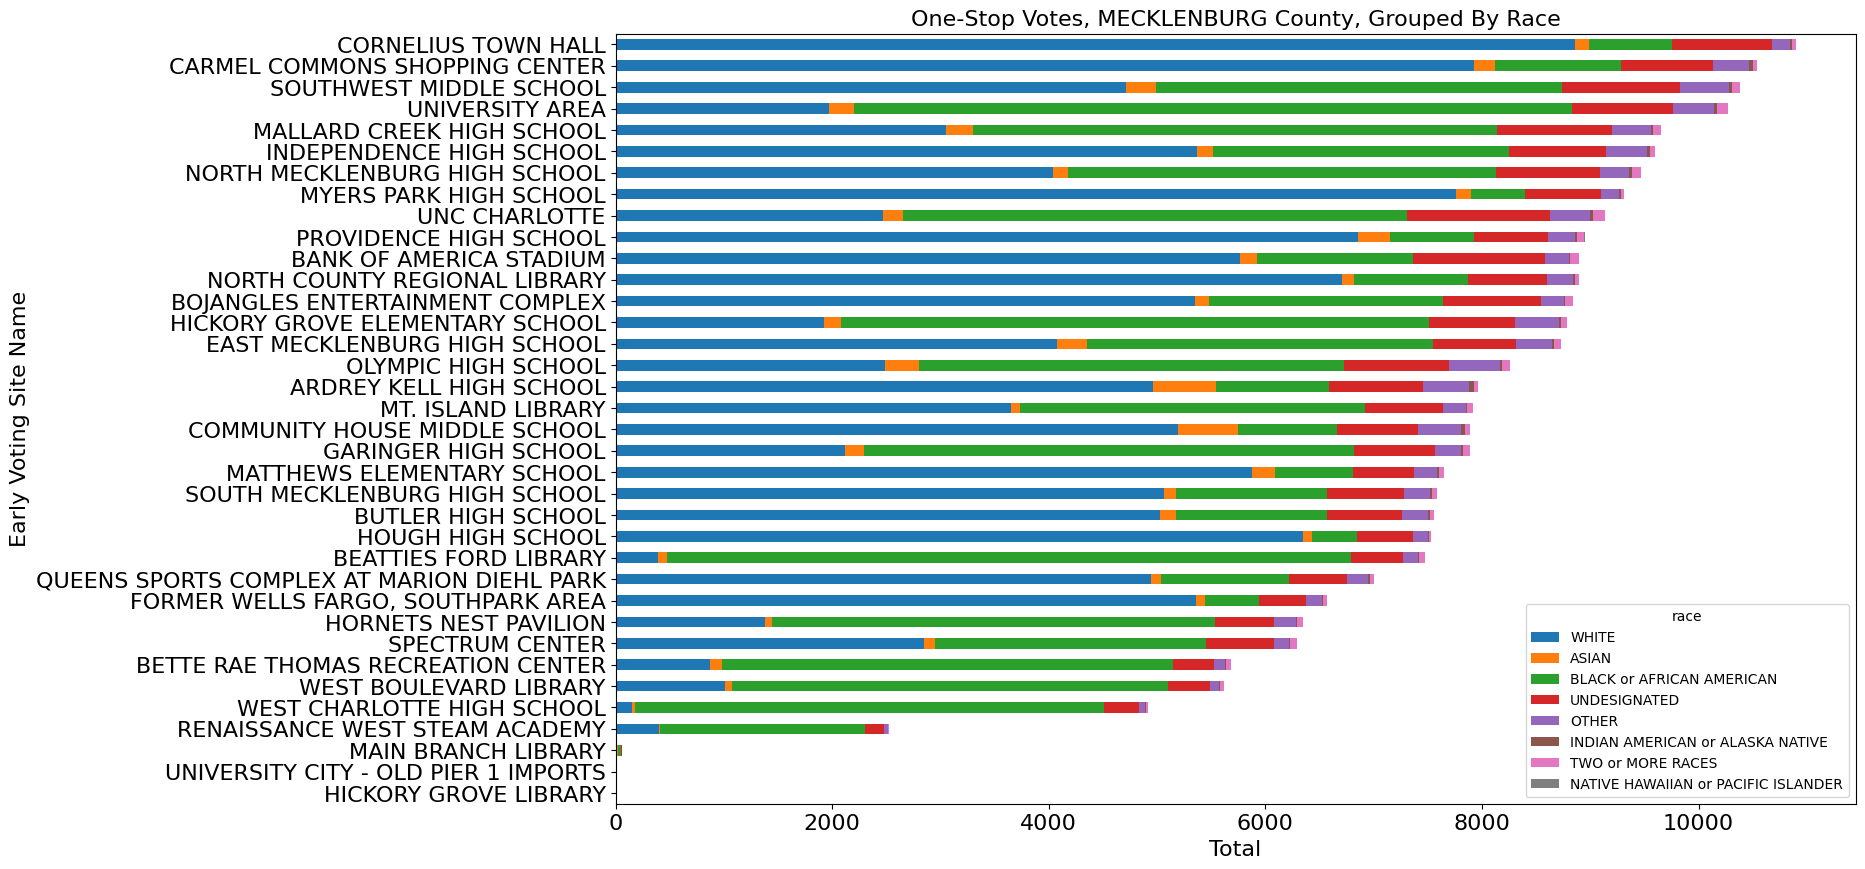 One-Stop Votes, MECKLENBURG County, Grouped By Race
Early Voting Site Name
CORNELIUS TOWN HALL
CARMEL COMMONS SHOPPING CENTER
SOUTHWEST MIDDLE SCHOOL
UNIVERSITY AREA
MALLARD CREEK HIGH SCHOOL
INDEPENDENCE HIGH SCHOOL
NORTH MECKLENBURG HIGH SCHOOL
MYERS PARK HIGH SCHOOL
UNC CHARLOTTE
PROVIDENCE HIGH SCHOOL
BANK OF AMERICA STADIUM
NORTH COUNTY REGIONAL LIBRARY
BOJANGLES ENTERTAINMENT COMPLEX
HICKORY GROVE ELEMENTARY SCHOOL
EAST MECKLENBURG HIGH SCHOOL
OLYMPIC HIGH SCHOOL
ARDREY KELL HIGH SCHOOL
MT. ISLAND LIBRARY
COMMUNITY HOUSE MIDDLE SCHOOL
GARINGER HIGH SCHOOL
MATTHEWS ELEMENTARY SCHOOL
SOUTH MECKLENBURG HIGH SCHOOL
BUTLER HIGH SCHOOL
HOUGH HIGH SCHOOL
BEATTIES FORD LIBRARY
QUEENS SPORTS COMPLEX AT MARION DIEHL PARK
FORMER WELLS FARGO, SOUTHPARK AREA
HORNETS NEST PAVILION
SPECTRUM CENTER
BETTE RAE THOMAS RECREATION CENTER
WEST BOULEVARD LIBRARY
WEST CHARLOTTE HIGH SCHOOL
RENAISSANCE WEST STEAM ACADEMY
MAIN BRANCH LIBRARY
UNIVERSITY CITY - OLD PIER 1 IMPORTS
HICKORY GROVE LIBRARY
race
WHITE
ASIAN
BLACK or AFRICAN AMERICAN
UNDESIGNATED
OTHER
INDIAN AMERICAN or ALASKA NATIVE
TWO or MORE RACES
NATIVE HAWAIIAN or PACIFIC ISLANDER
0 2000 4000 6000 8000 10000
Total